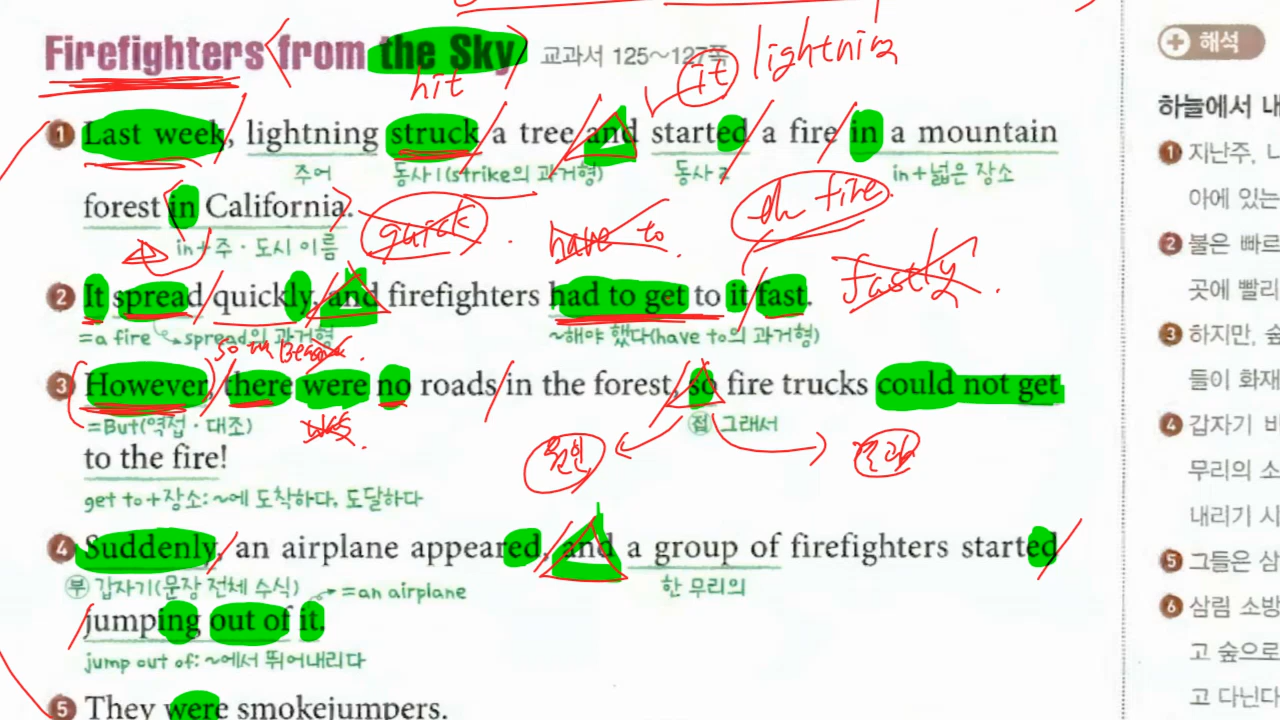 Firefighters from the Sky 교과서 125~127쪽
hit it lightning
해석
하늘에서 내
1 Last week, lightning struck a tree and started a fire in a mountain
주어 동사1(strike의 과거형) 동사2 in+넓은 장소
forest in California.
in+주·도시 이름
quick have to the fire fastly
2 It spread quickly, and firefighters had to get to it fast.
=a fire spread의 과거형 ~해야 했다(have to의 과거형)
3 However, there were no roads in the forest, so fire trucks could not get
=But(역접·대조) was 접 그래서
원인 결과
to the fire!
get to+장소: ~에 도착하다, 도달하다
4 Suddenly, an airplane appeared, and a group of firefighters started
부 갑자기(문장 전체 수식) =an airplane 한 무리의
jumping out of it.
jump out of: ~에서 뛰어내리다
5 They were smokejumpers.
1 지난주, 
아에 있는
2 불은 빠르
곳에 빨리
3 하지만, 숲
들이 화재
4 갑자기 비
무리의 소
내리기 시
5 그들은 삼
6 삼림 소방
고 숲으로
고 다닌다